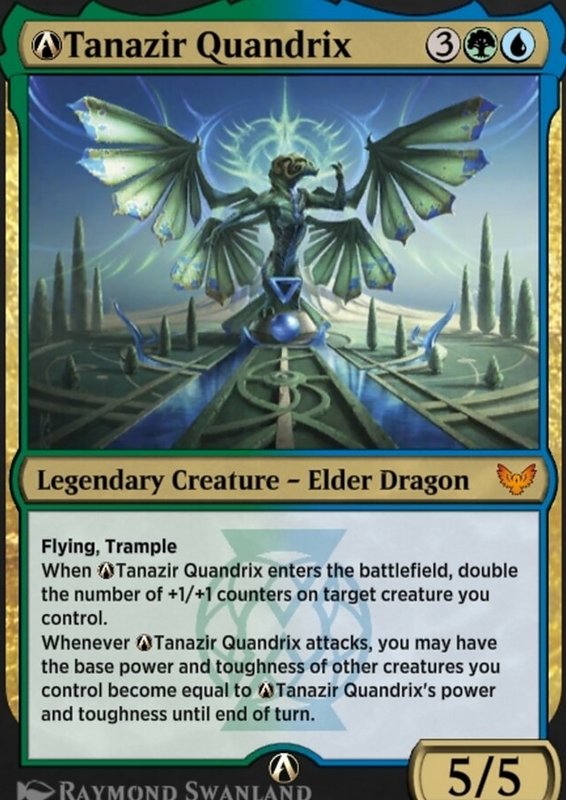 Tanazir Quandrix 3
Legendary Creature – Elder Dragon
Flying, Trample
When Tanazir Quandrix enters the battlefield, double
the number of +1/+1 counters on target creature you
control.
Whenever Tanazir Quandrix attacks, you may have
the base power and toughness of other creatures you
control become equal to Tanazir Quandrix's power
and toughness until end of turn.
5/5
RAYMOND SWANLAND